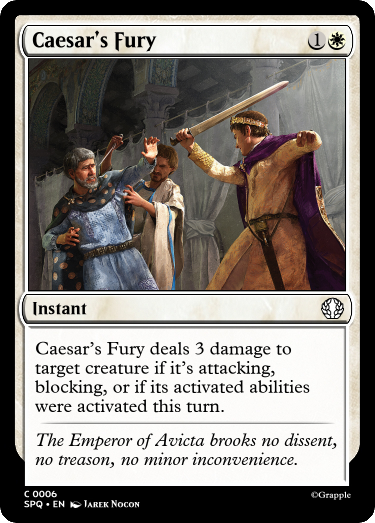 Caesar's Fury 1
Instant
Caesar's Fury deals 3 damage to
target creature if it's attacking,
blocking, or if its activated abilities
were activated this turn.
The Emperor of Avicta brooks no dissent,
no treason, no minor inconvenience.
C 0006
SPQ • EN Jarek Nocon
©Grapple